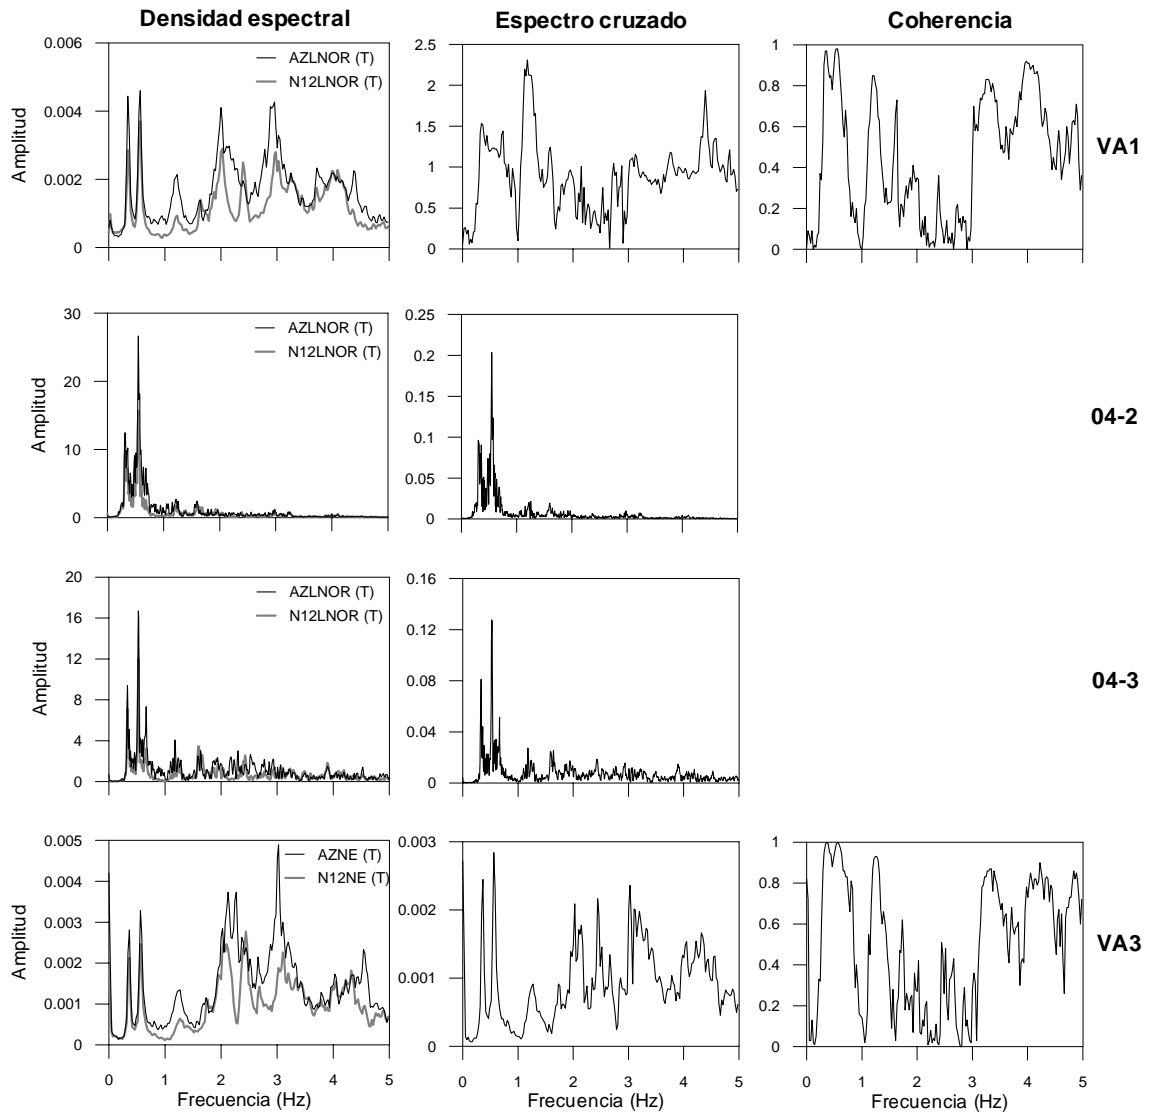 Densidad espectral
Espectro cruzado
Coherencia
0.006
0.004
0.002
0
Amplitud
AZLNOR (T)
N12LNOR (T)
2.5
2
1.5
1
0.5
0
1
0.8
0.6
0.4
0.2
0
VA1
30
20
10
0
Amplitud
AZLNOR (T)
N12LNOR (T)
0.25
0.2
0.15
0.1
0.05
0
04-2
20
16
12
8
4
0
Amplitud
AZLNOR (T)
N12LNOR (T)
0.16
0.12
0.08
0.04
0
04-3
0.005
0.004
0.003
0.002
0.001
0
Amplitud
AZNE (T)
N12NE (T)
0.003
0.002
0.001
0
1
0.8
0.6
0.4
0.2
0
VA3
0 1 2 3 4 5
0 1 2 3 4 5
0 1 2 3 4 5
Frecuencia (Hz)
Frecuencia (Hz)
Frecuencia (Hz)